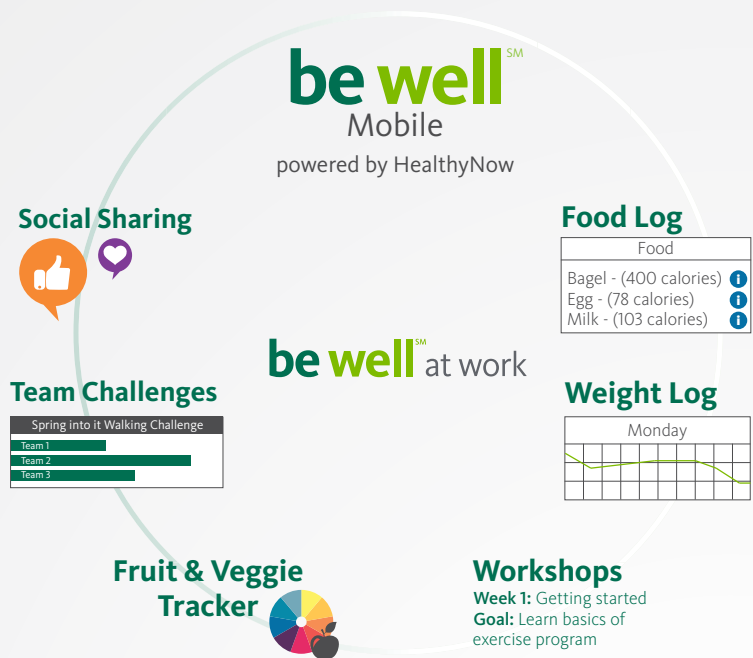 be well SM
Mobile
powered by HealthyNow
Social Sharing
Food Log
Food
Bagel - (400 calories) i
Egg - (78 calories) i
Milk - (103 calories) i
be well SM at work
Team Challenges
Spring into it Walking Challenge
Team 1
Team 2
Team 3
Weight Log
Monday
Fruit & Veggie
Tracker
Workshops
Week 1: Getting started
Goal: Learn basics of
exercise program